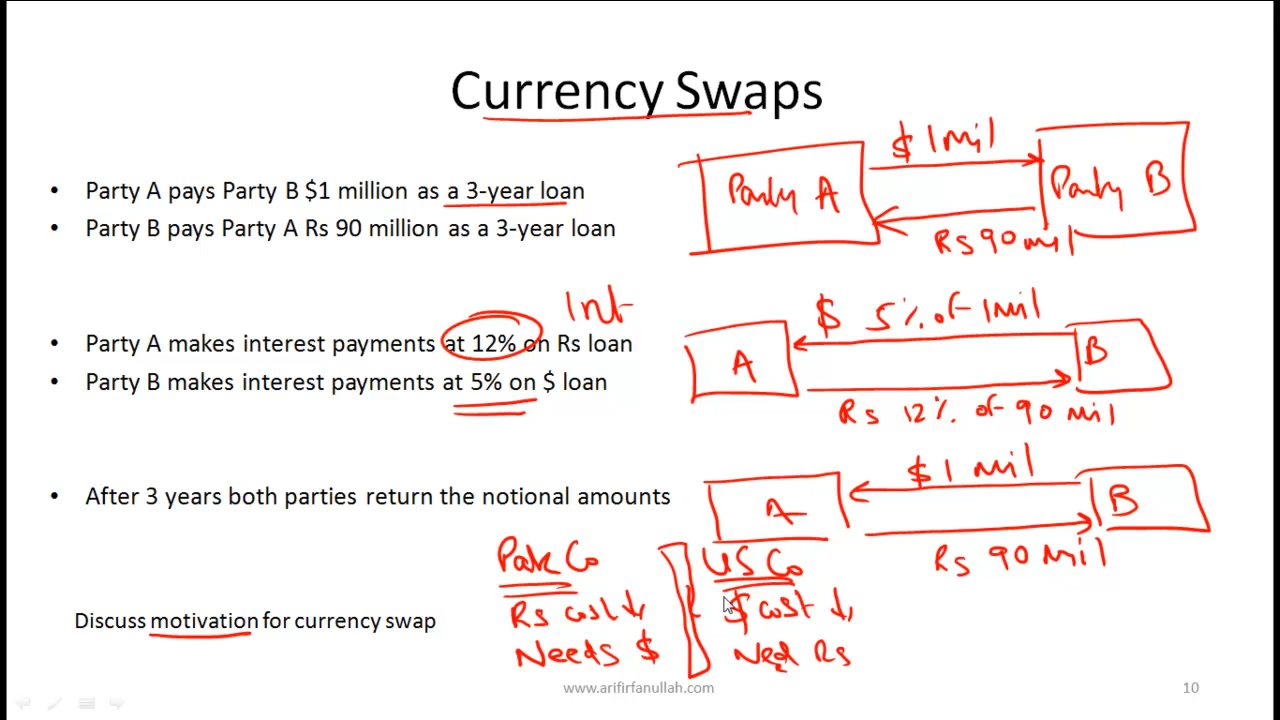 Currency Swaps
• Party A pays Party B $1 million as a 3-year loan
• Party B pays Party A Rs 90 million as a 3-year loan
$ 1 mil
Party A
Party B
Rs 90 mil
Int
• Party A makes interest payments at 12% on Rs loan
• Party B makes interest payments at 5% on $ loan
$ 5% of 1 mil
A
B
Rs 12% of 90 mil
• After 3 years both parties return the notional amounts
$ 1 mil
A
B
Rs 90 mil
Discuss motivation for currency swap
Pak Co
Rs cost ↓
Needs $
US Co
$ cost ↓
Need Rs
www.arifirfanullah.com
10